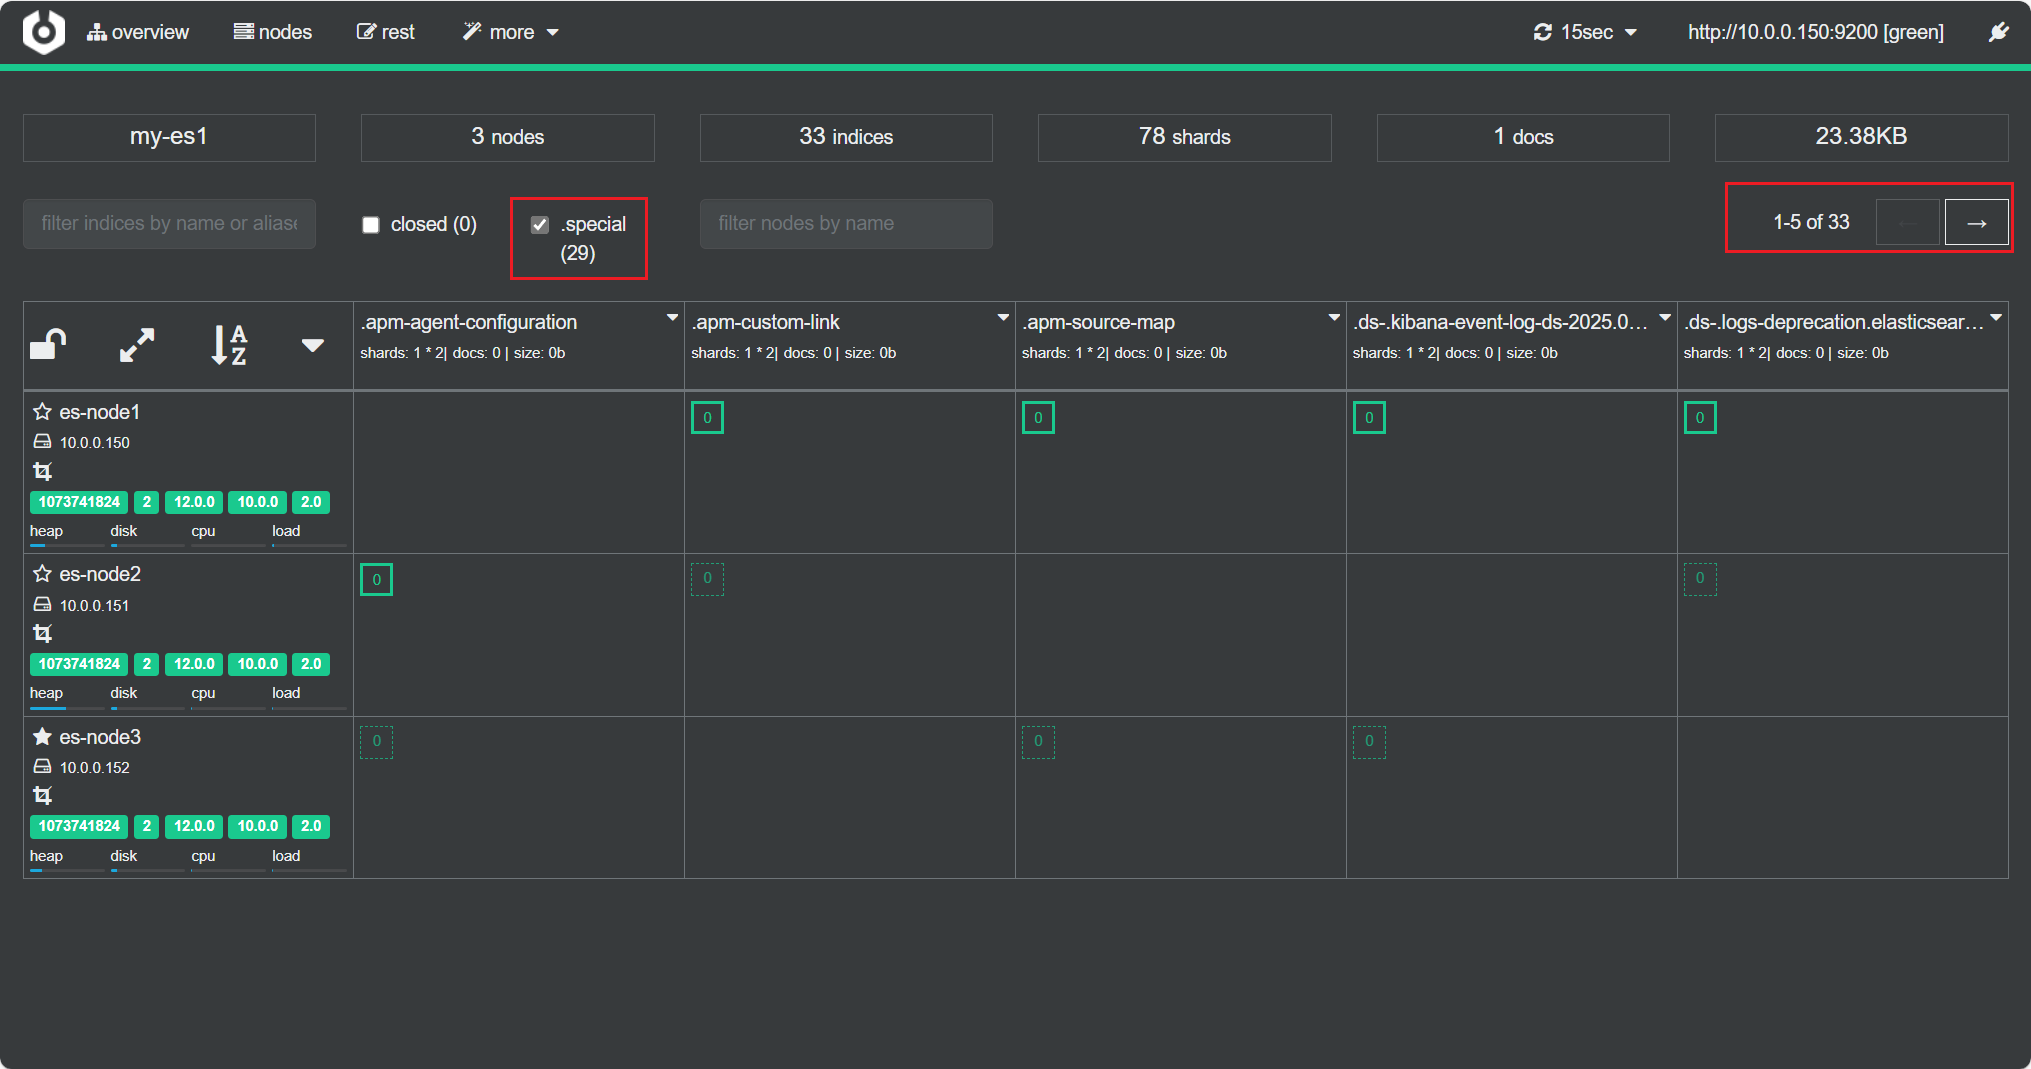 overview nodes rest more 15sec http://10.0.0.150:9200 [green]
my-es1 3 nodes 33 indices 78 shards 1 docs 23.38KB
filter indices by name or aliase closed (0) .special (29) filter nodes by name 1-5 of 33 ← →
A
Z
.apm-agent-configuration
shards: 1 * 2| docs: 0 | size: 0b
.apm-custom-link
shards: 1 * 2| docs: 0 | size: 0b
.apm-source-map
shards: 1 * 2| docs: 0 | size: 0b
.ds-.kibana-event-log-ds-2025.0…
shards: 1 * 2| docs: 0 | size: 0b
.ds-.logs-deprecation.elasticsear…
shards: 1 * 2| docs: 0 | size: 0b
es-node1
10.0.0.150
1073741824 2 12.0.0 10.0.0 2.0
heap disk cpu load
0 0 0 0
es-node2
10.0.0.151
1073741824 2 12.0.0 10.0.0 2.0
heap disk cpu load
0 0 0
es-node3
10.0.0.152
1073741824 2 12.0.0 10.0.0 2.0
heap disk cpu load
0 0 0